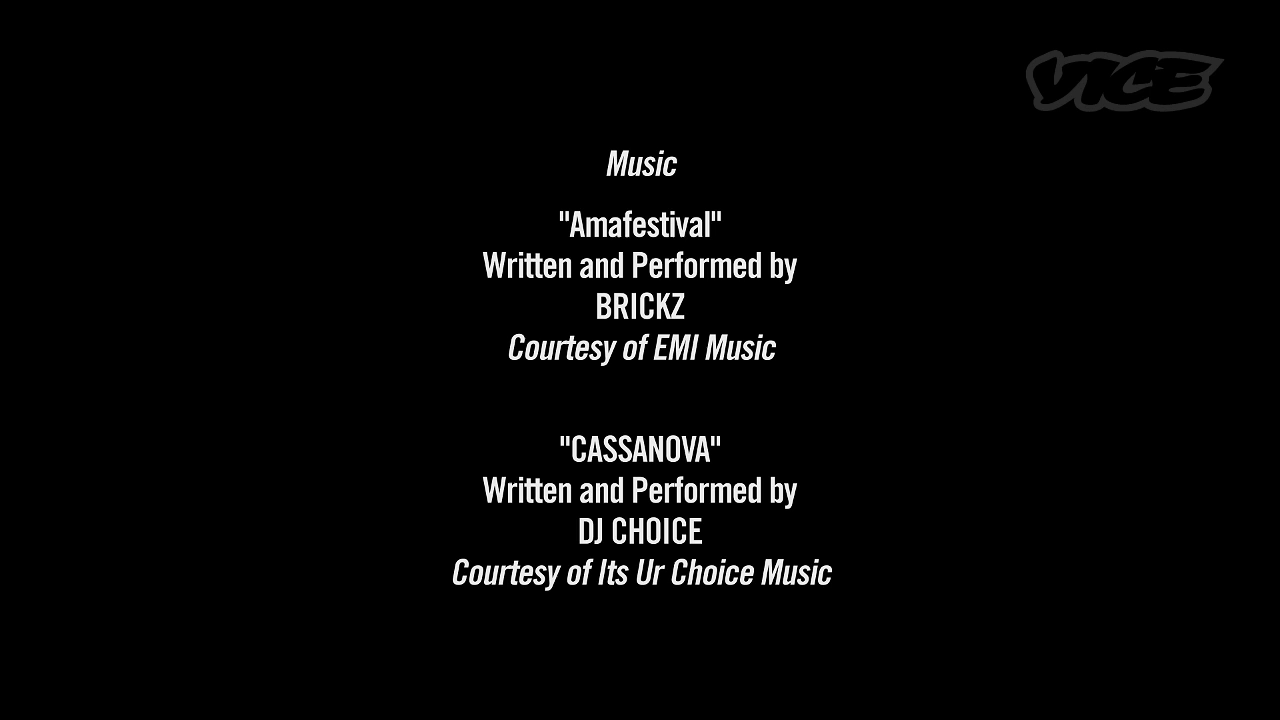 VICE
Music
"Amafestival"
Written and Performed by
BRICKZ
Courtesy of EMI Music
"CASSANOVA"
Written and Performed by
DJ CHOICE
Courtesy of Its Ur Choice Music